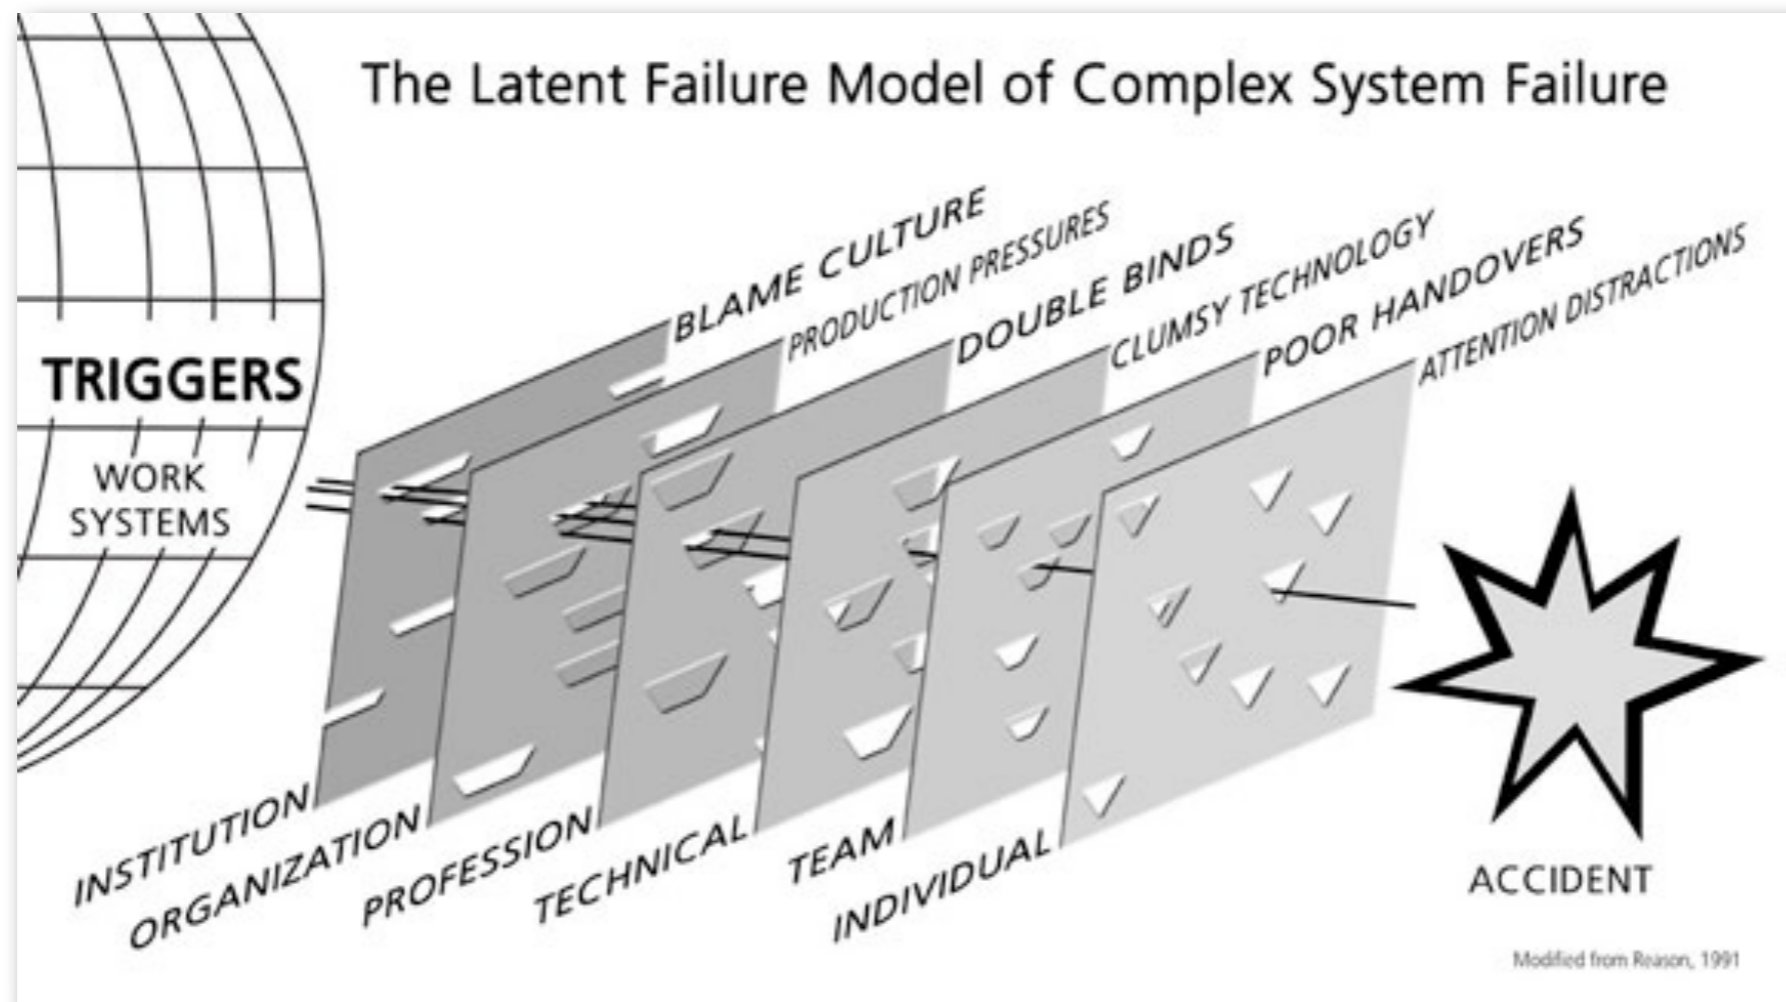 The Latent Failure Model of Complex System Failure
BLAME CULTURE
PRODUCTION PRESSURES
DOUBLE BINDS
CLUMSY TECHNOLOGY
POOR HANDOVERS
ATTENTION DISTRACTIONS
TRIGGERS
WORK
SYSTEMS
INSTITUTION
ORGANIZATION
PROFESSION
TECHNICAL
TEAM
INDIVIDUAL
ACCIDENT
Modified from Reason, 1991